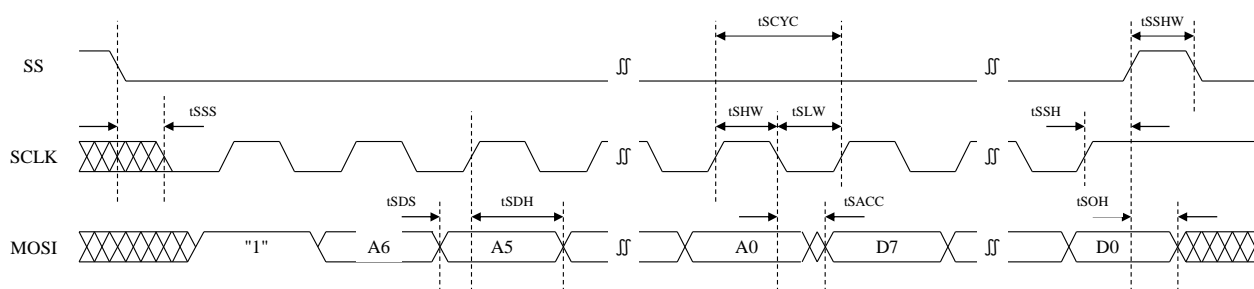 tSCYC
tSSHW
SS
tSSS
tSHW
tSLW
tSSH
SCLK
tSDS
tSDH
tSACC
tSOH
MOSI
"1"
A6
A5
A0
D7
D0